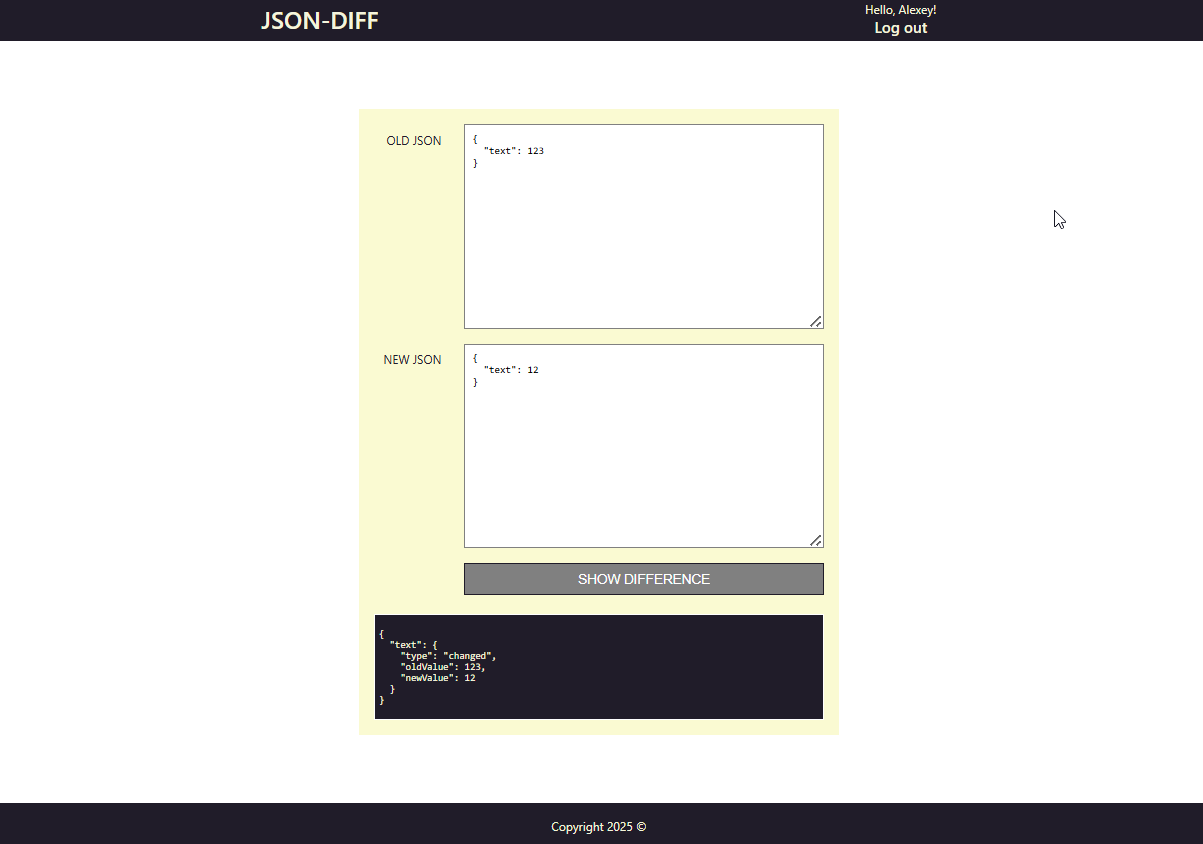 JSON-DIFF
Hello, Alexey!
Log out
OLD JSON
{
  "text": 123
}
NEW JSON
{
  "text": 12
}
SHOW DIFFERENCE
{
  "text": {
    "type": "changed",
    "oldValue": 123,
    "newValue": 12
  }
}
Copyright 2025 ©